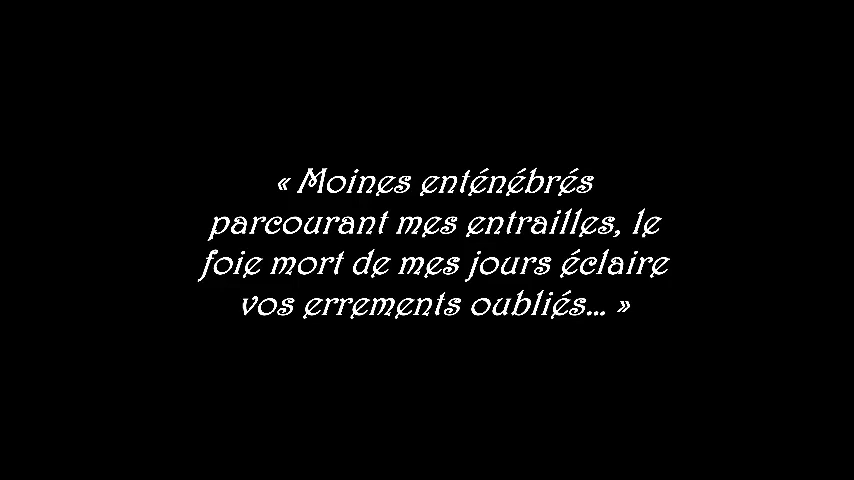 « Moines enténébrés
parcourant mes entrailles, le
foie mort de mes jours éclaire
vos errements oubliés... »